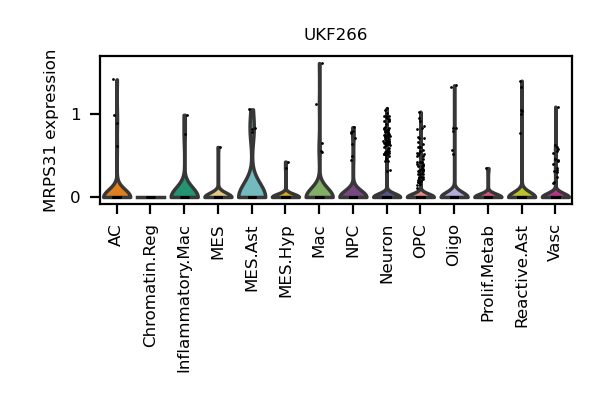 UKF266
MRPS31 expression
1
0
AC
Chromatin.Reg
Inflammatory.Mac
MES
MES.Ast
MES.Hyp
Mac
NPC
Neuron
OPC
Oligo
Prolif.Metab
Reactive.Ast
Vasc